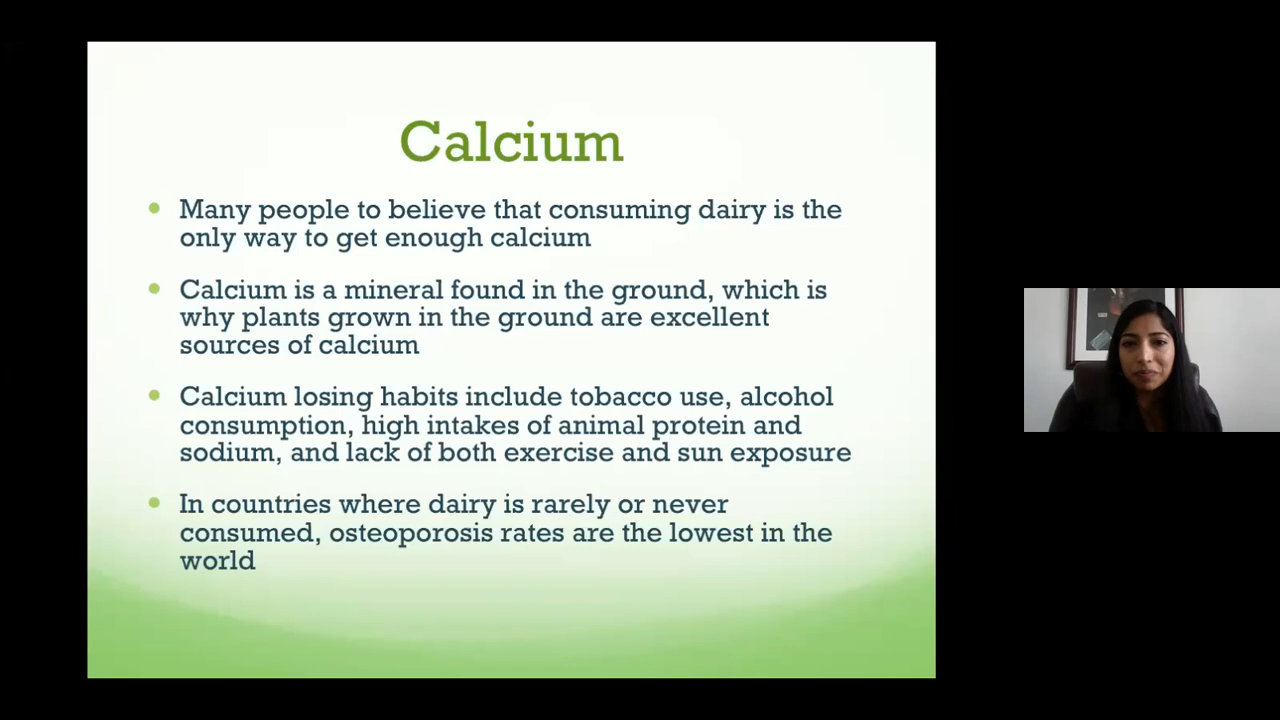 Calcium
Many people to believe that consuming dairy is the
only way to get enough calcium
Calcium is a mineral found in the ground, which is
why plants grown in the ground are excellent
sources of calcium
Calcium losing habits include tobacco use, alcohol
consumption, high intakes of animal protein and
sodium, and lack of both exercise and sun exposure
In countries where dairy is rarely or never
consumed, osteoporosis rates are the lowest in the
world